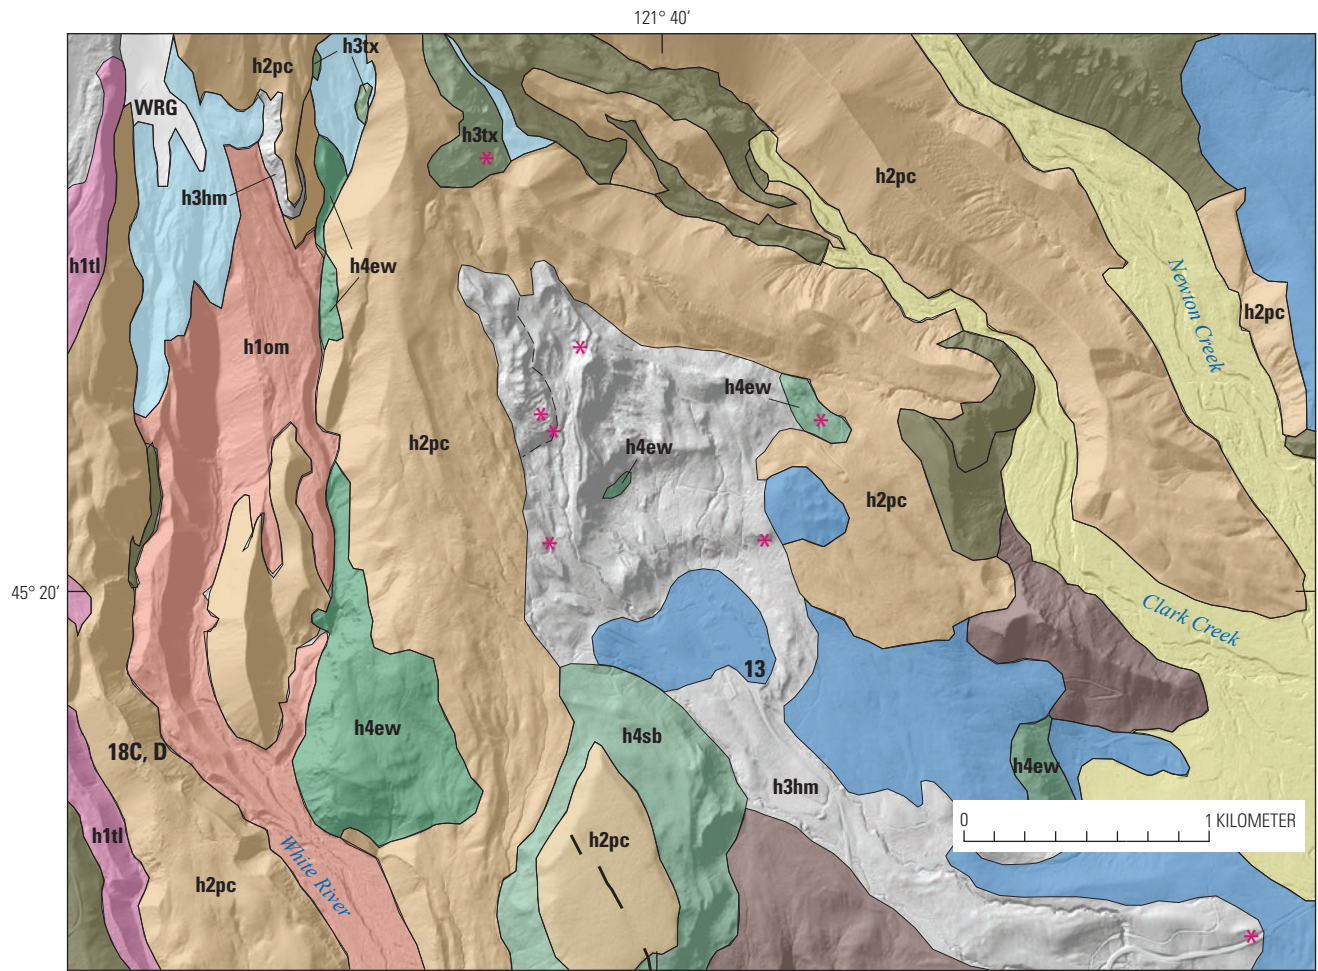 121° 40′
h3tx
h2pc
WRG
h3tx
h2pc
h3hm
h1tl
h4ew
Newton Creek
h2pc
h1om
h4ew
h2pc
h4ew
h2pc
45° 20′
Clark Creek
13
h4ew
h4sb
18C, D
h4ew
h3hm
0
1 KILOMETER
h1tl
h2pc
h2pc
White River